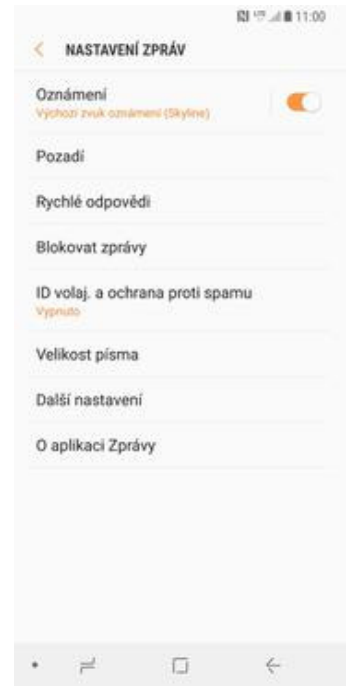 11:00
NASTAVENÍ ZPRÁV
Oznámení
Výchozí zvuk oznámení (Skyline)
Pozadí
Rychlé odpovědi
Blokovat zprávy
ID volaj. a ochrana proti spamu
Vypnuto
Velikost písma
Další nastavení
O aplikaci Zprávy